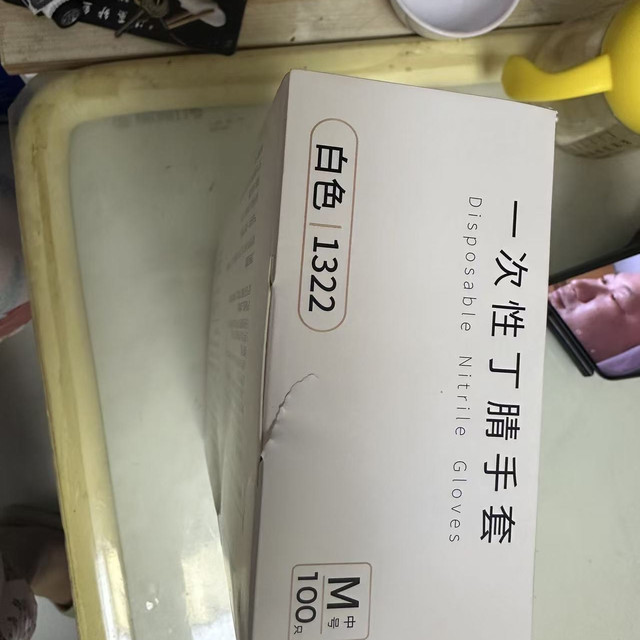 一次性丁腈手套
Disposable Nitrile Gloves
白色 | 1322
M 中号
100只